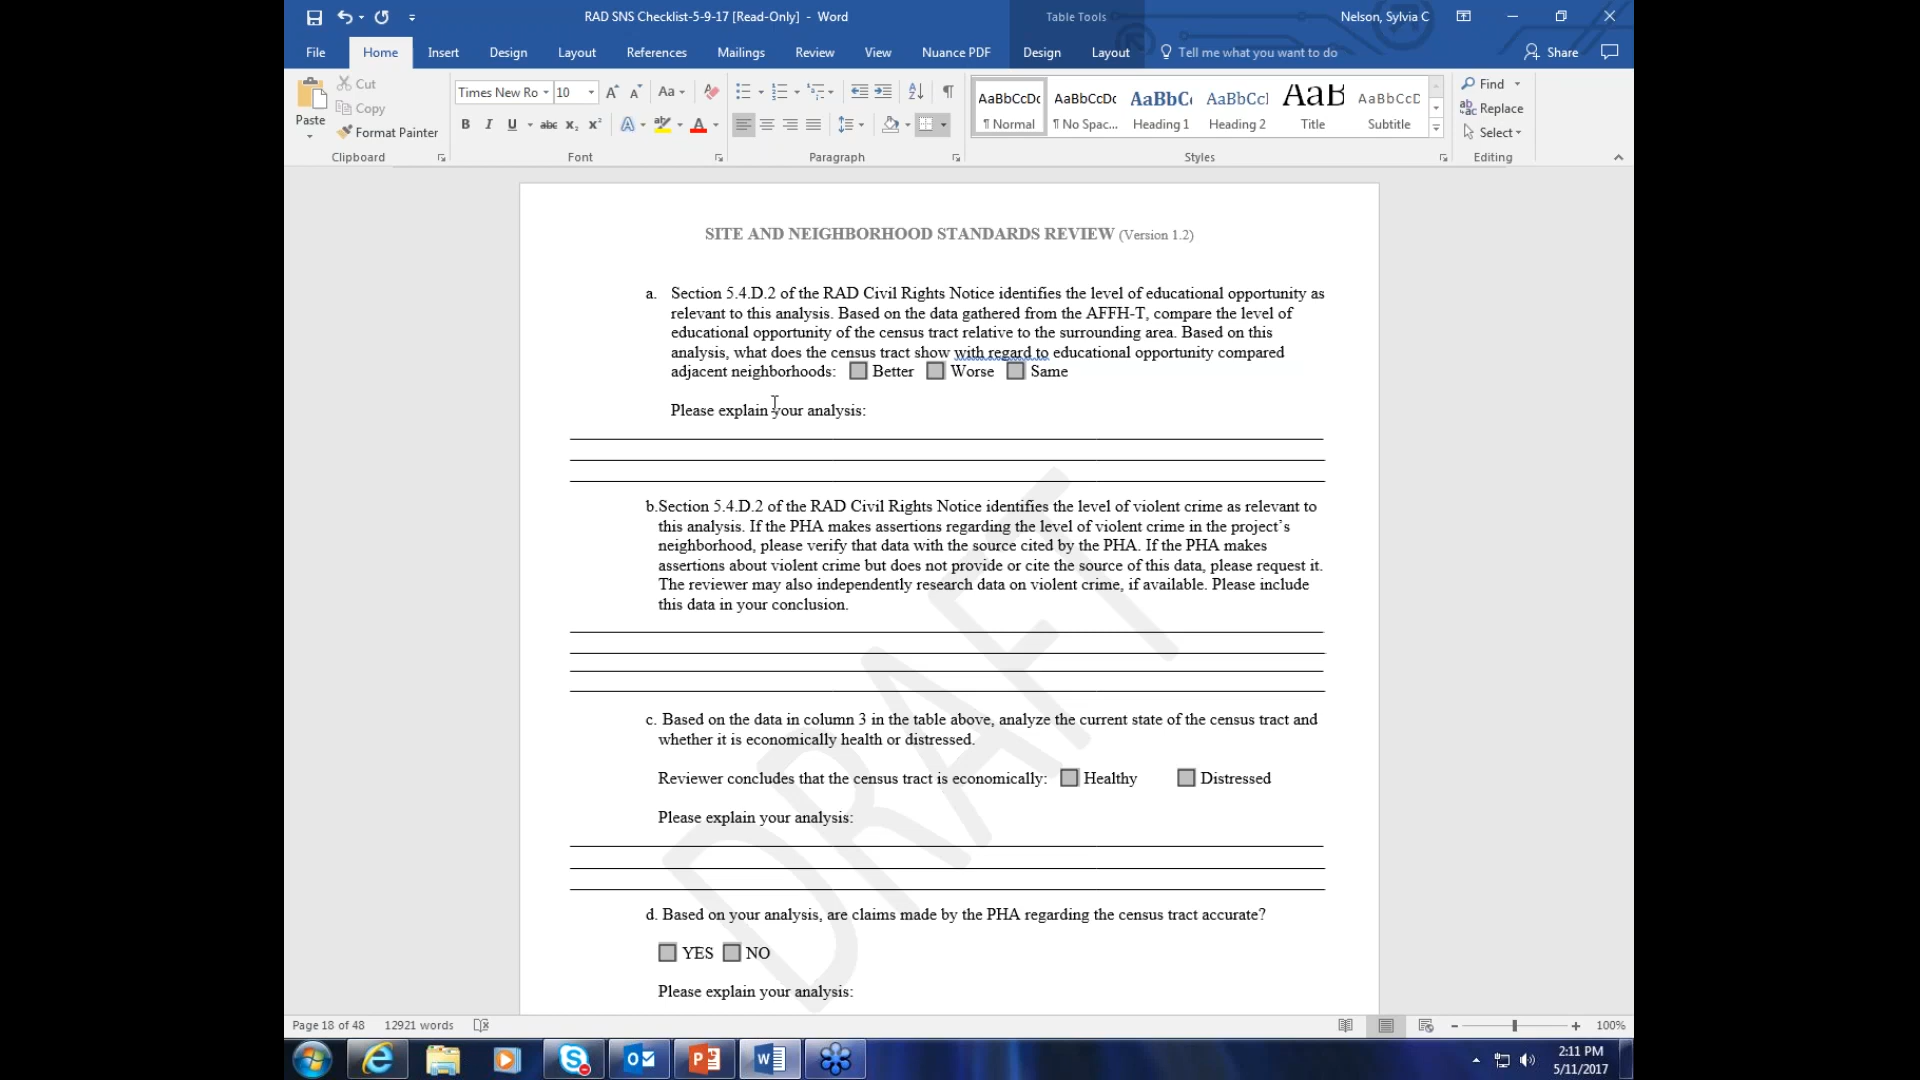 RAD SNS Checklist-5-9-17 [Read-Only] - Word
Table Tools
Nelson, Sylvia C
File Home Insert Design Layout References Mailings Review View Nuance PDF Design Layout Tell me what you want to do Share
Paste
Cut
Copy
Format Painter
Clipboard
Times New Ro 10
Font
Paragraph
AaBbCcDc AaBbCcDc AaBbC AaBbCcl AaB AaBbCcD
¶ Normal ¶ No Spac... Heading 1 Heading 2 Title Subtitle
Styles
Find
Replace
Select
Editing
SITE AND NEIGHBORHOOD STANDARDS REVIEW (Version 1.2)
a. Section 5.4.D.2 of the RAD Civil Rights Notice identifies the level of educational opportunity as
relevant to this analysis. Based on the data gathered from the AFFH-T, compare the level of
educational opportunity of the census tract relative to the surrounding area. Based on this
analysis, what does the census tract show with regard to educational opportunity compared
adjacent neighborhoods: Better Worse Same
Please explain your analysis:
b.Section 5.4.D.2 of the RAD Civil Rights Notice identifies the level of violent crime as relevant to
this analysis. If the PHA makes assertions regarding the level of violent crime in the project's
neighborhood, please verify that data with the source cited by the PHA. If the PHA makes
assertions about violent crime but does not provide or cite the source of this data, please request it.
The reviewer may also independently research data on violent crime, if available. Please include
this data in your conclusion.
c. Based on the data in column 3 in the table above, analyze the current state of the census tract and
whether it is economically health or distressed.
Reviewer concludes that the census tract is economically: Healthy Distressed
Please explain your analysis:
d. Based on your analysis, are claims made by the PHA regarding the census tract accurate?
YES NO
Please explain your analysis:
DRAFT
Page 18 of 48 12921 words
100%
2:11 PM
5/11/2017